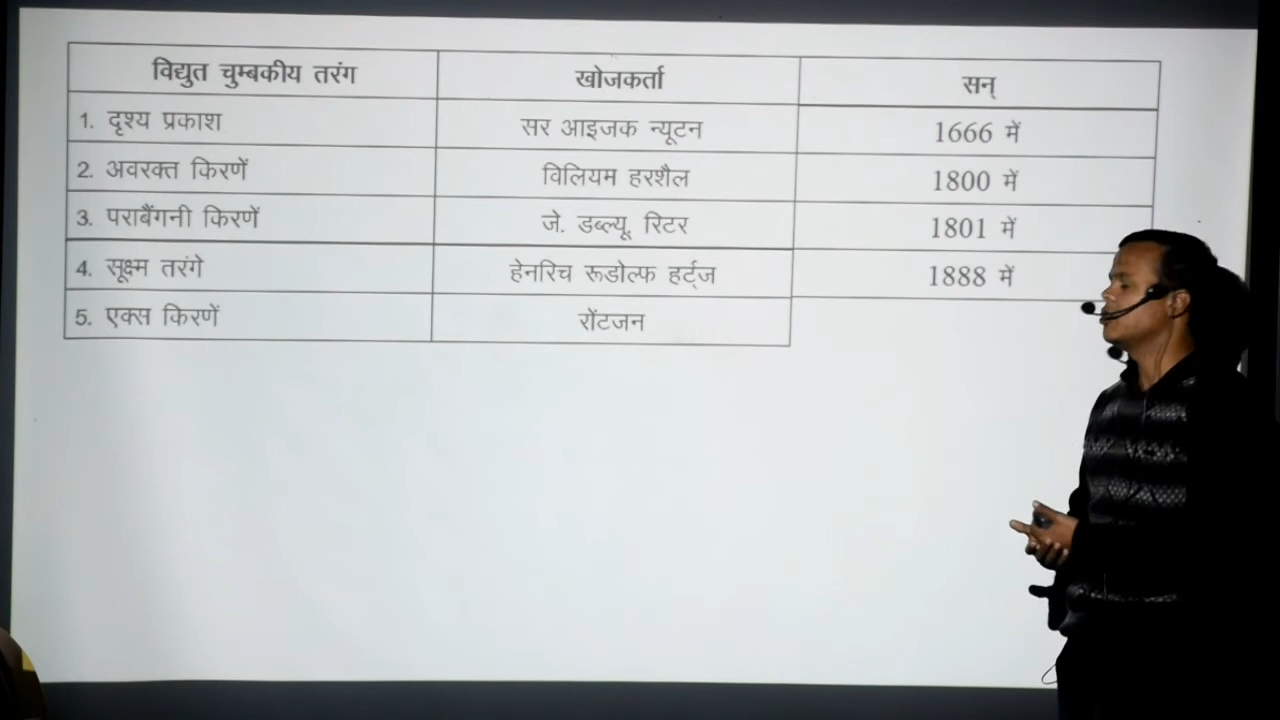 विद्युत चुम्बकीय तरंग खोजकर्ता सन्
1. दृश्य प्रकाश सर आइजक न्यूटन 1666 में
2. अवरक्त किरणें विलियम हरशैल 1800 में
3. पराबैंगनी किरणें जे. डब्ल्यू. रिटर 1801 में
4. सूक्ष्म तरंगे हेनरिच रूडोल्फ हर्ट्ज 1888 में
5. एक्स किरणें रोंटजन